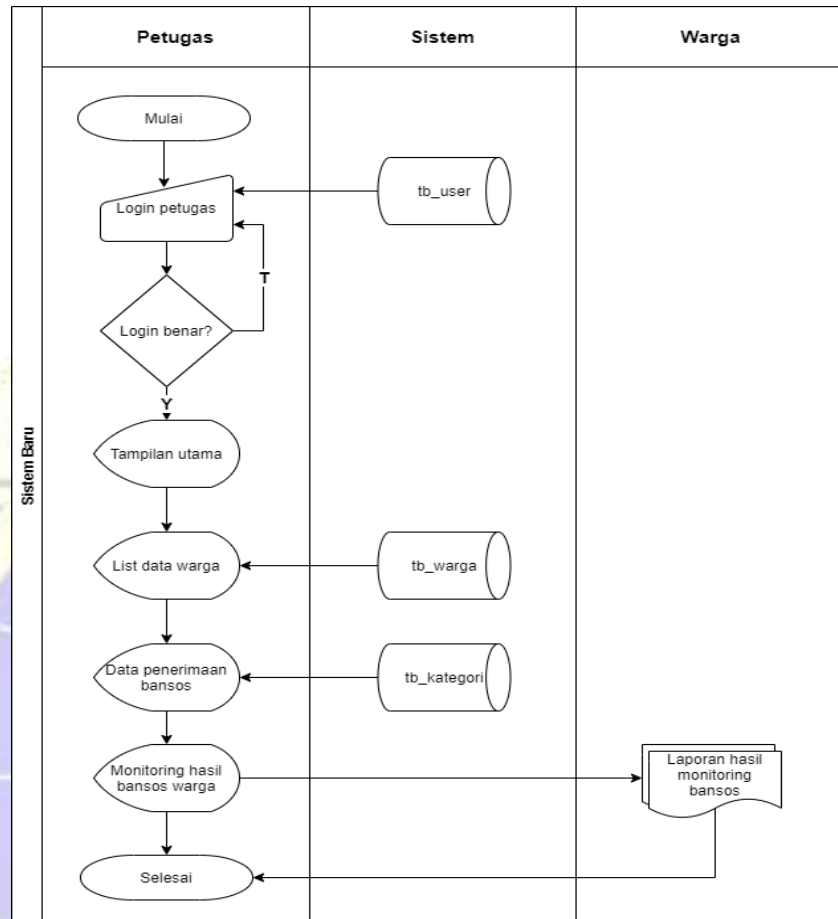 Petugas
Sistem
Warga
Sistem Baru
Mulai
Login petugas
tb_user
T
Login benar?
Y
Tampilan utama
List data warga
tb_warga
Data penerimaan
bansos
tb_kategori
Monitoring hasil
bansos warga
Laporan hasil
monitoring
bansos
Selesai